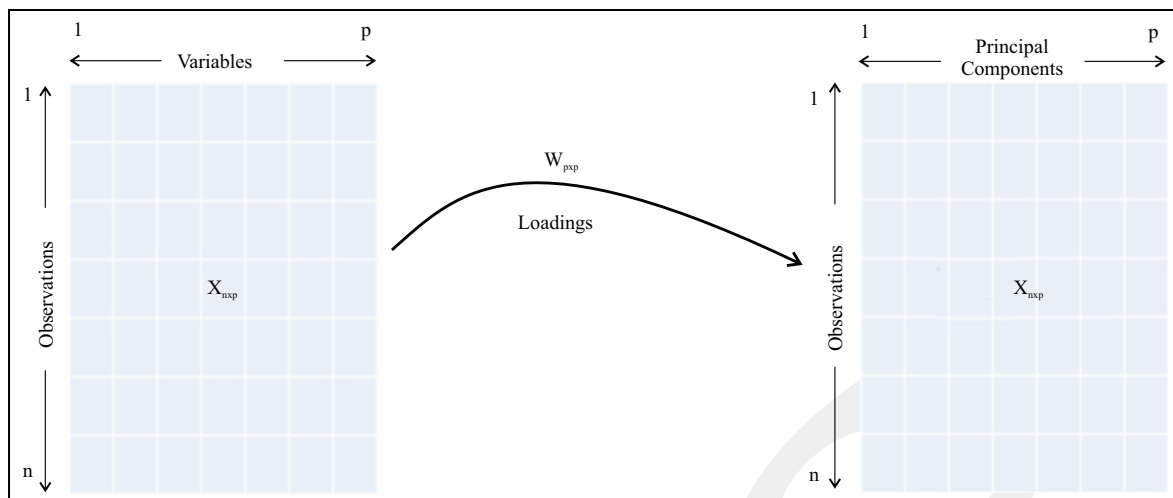 1 p
Variables
1
Observations
X_nxp
n
W_pxp
Loadings
1 p
Principal
Components
1
Observations
X_nxp
n